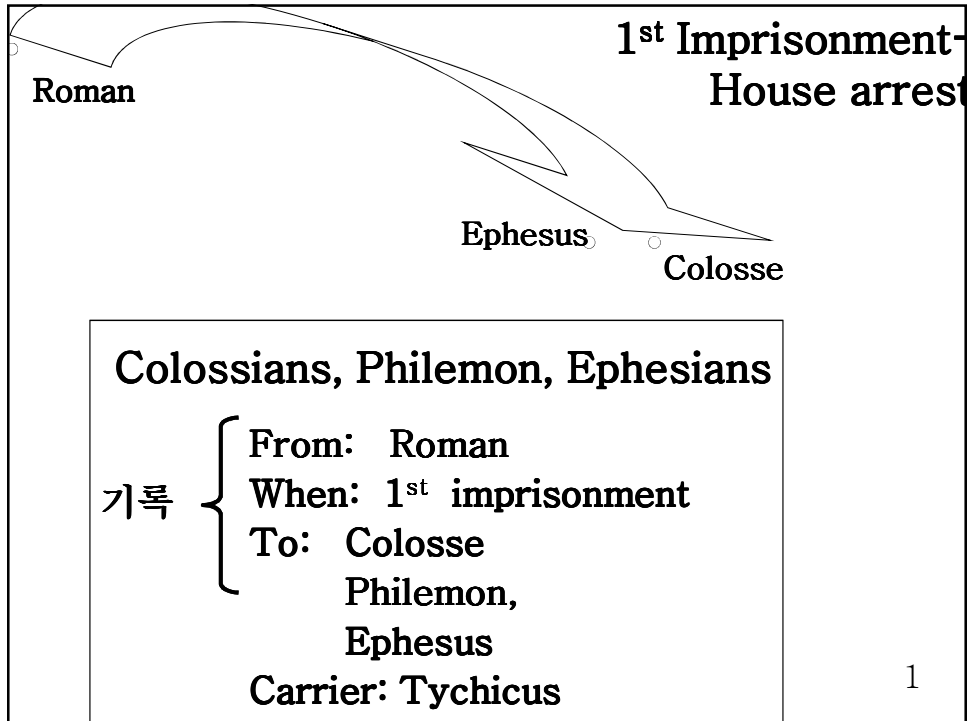 1st Imprisonment-
House arrest
Roman
Ephesus
Colosse
Colossians, Philemon, Ephesians
기록
From: Roman
When: 1st imprisonment
To: Colosse
Philemon,
Ephesus
Carrier: Tychicus
1